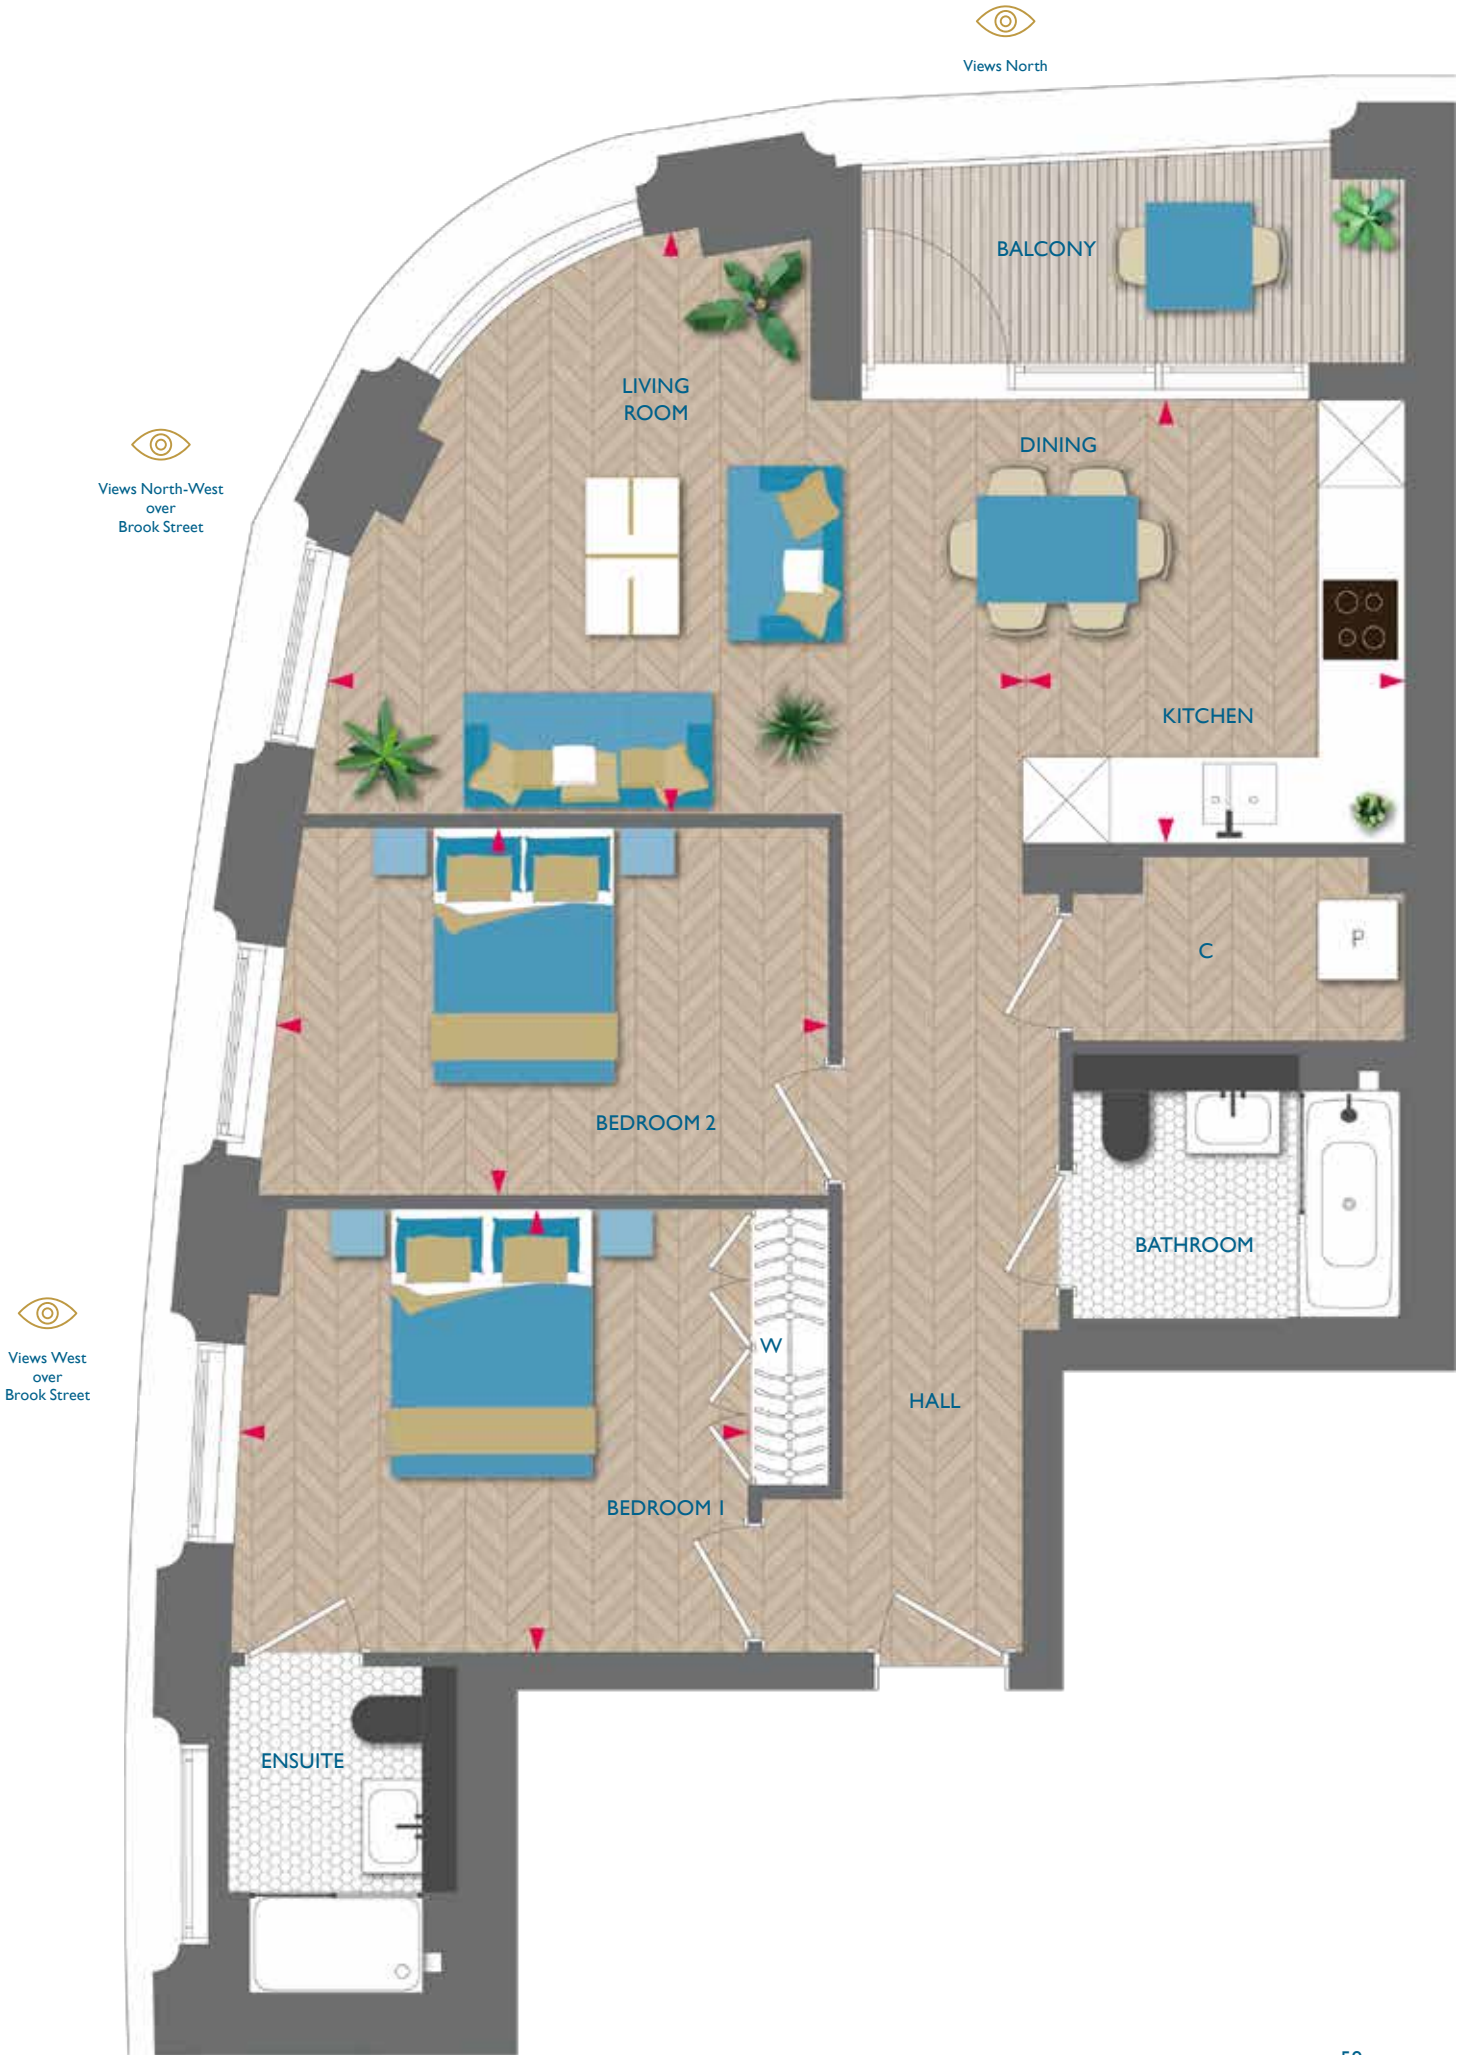 Views North
BALCONY
LIVING
ROOM
DINING
Views North-West
over
Brook Street
KITCHEN
C
P
BEDROOM 2
BATHROOM
Views West
over
Brook Street
W
HALL
BEDROOM 1
ENSUITE